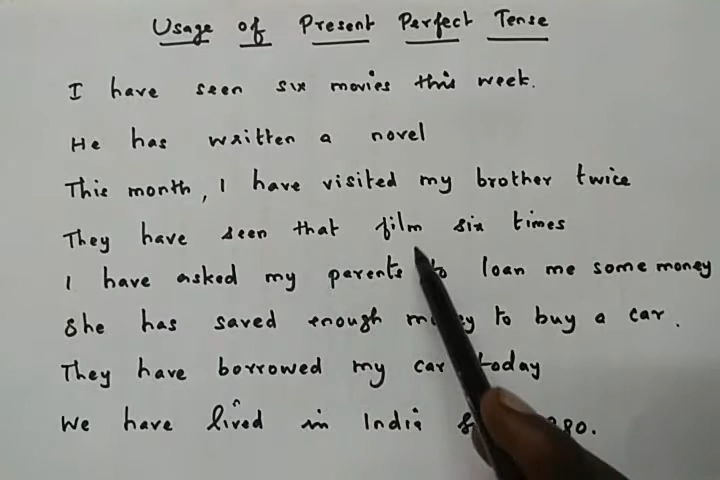 Usage of Present Perfect Tense
I have seen six movies this week.
He has written a novel
This month, I have visited my brother twice
They have seen that film six times
I have asked my parents to loan me some money
She has saved enough money to buy a car.
They have borrowed my car today
We have lived in India